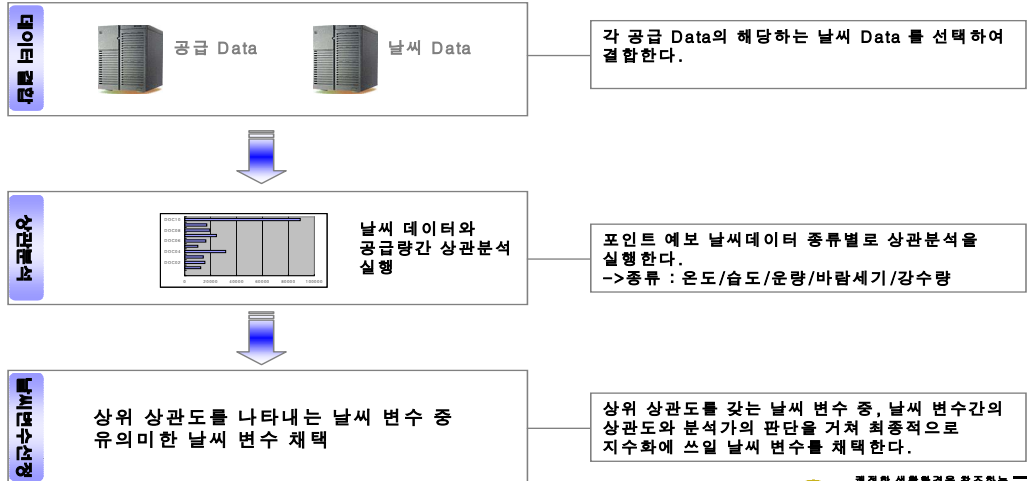 데이터 결합
공급 Data
날씨 Data
각 공급 Data의 해당하는 날씨 Data 를 선택하여
결합한다.
상관분석
날씨 데이터와
공급량간 상관분석
실행
0 20000 40000 60000 80000 100000
포인트 예보 날씨데이터 종류별로 상관분석을
실행한다.
->종류 : 온도/습도/운량/바람세기/강수량
날씨변수선정
상위 상관도를 나타내는 날씨 변수 중
유의미한 날씨 변수 채택
상위 상관도를 갖는 날씨 변수 중, 날씨 변수간의
상관도와 분석가의 판단을 거쳐 최종적으로
지수화에 쓰일 날씨 변수를 채택한다.